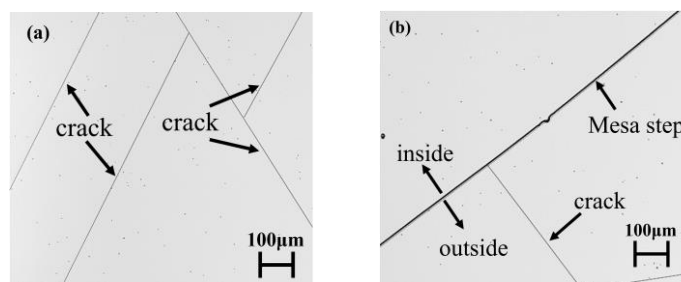 (a)
crack
crack
100μm
(b)
Mesa step
inside
crack
outside
100μm